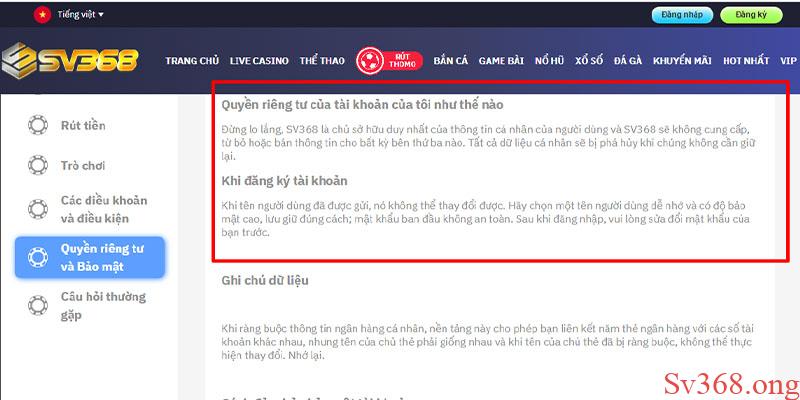 Tiếng việt
Đăng nhập
Đăng ký
SV368
TRANG CHỦ
LIVE CASINO
THỂ THAO
RÚT
THOMO
BẮN CÁ
GAME BÀI
NỔ HŨ
XỔ SỐ
ĐÁ GÀ
KHUYẾN MÃI
HOT NHẤT
VIP
Rút tiền
Trò chơi
Các điều khoản
và điều kiện
Quyền riêng tư
và Bảo mật
Câu hỏi thường
gặp
Quyền riêng tư của tài khoản của tôi như thế nào
Đừng lo lắng, SV368 là chủ sở hữu duy nhất của thông tin cá nhân của người dùng và SV368 sẽ không cung cấp,
từ bỏ hoặc bán thông tin cho bất kỳ bên thứ ba nào. Tất cả dữ liệu cá nhân sẽ bị phá hủy khi chúng không cần giữ
lại.
Khi đăng ký tài khoản
Khi tên người dùng đã được gửi, nó không thể thay đổi được. Hãy chọn một tên người dùng dễ nhớ và có độ bảo
mật cao, lưu giữ đúng cách; mật khẩu ban đầu không an toàn. Sau khi đăng nhập, vui lòng sửa đổi mật khẩu của
bạn trước.
Ghi chú dữ liệu
Khi ràng buộc thông tin ngân hàng cá nhân, nền tảng này cho phép bạn liên kết năm thẻ ngân hàng với các số tài
khoản khác nhau, nhưng tên của chủ thẻ phải giống nhau và khi tên của chủ thẻ đã bị ràng buộc, không thể thực
hiện thay đổi. Nhớ lại.
Sv368.ong